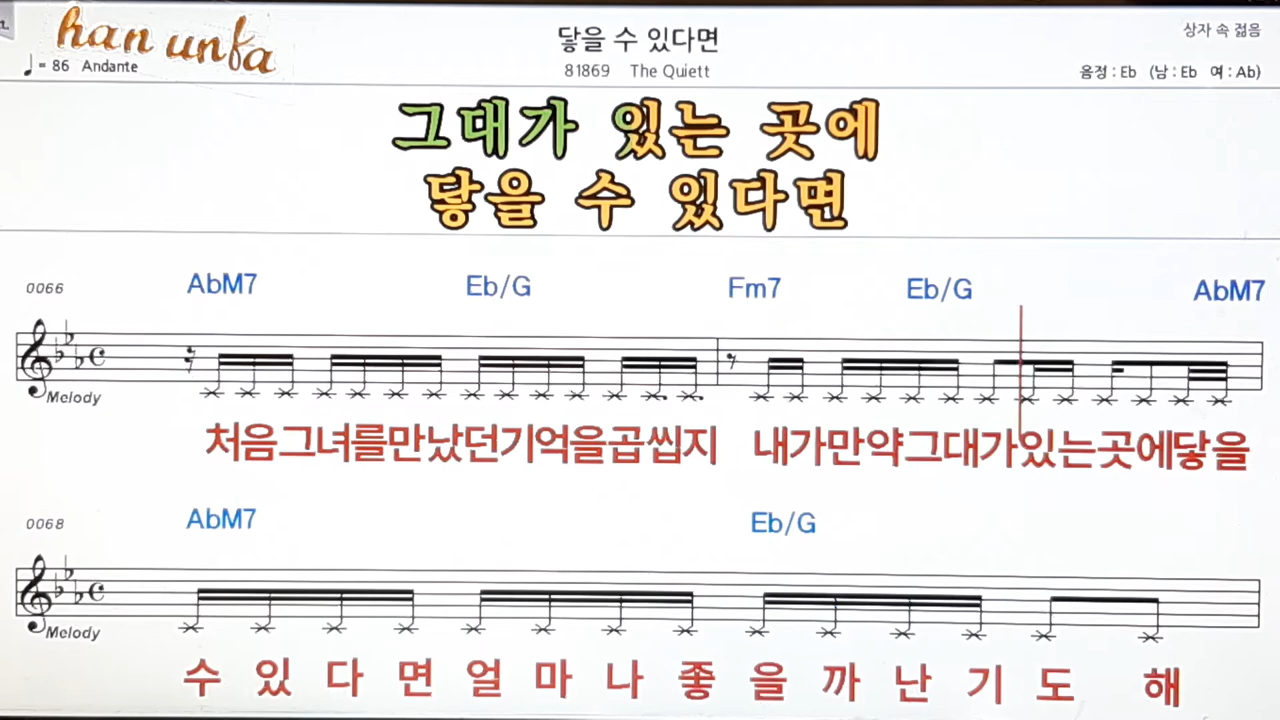 han unfa
닿을 수 있다면
상자 속 젊음
♩ = 86 Andante
81869 The Quiett
음정 : Eb (남 : Eb 여 : Ab)
그대가 있는 곳에
닿을 수 있다면
0066 AbM7 Eb/G Fm7 Eb/G AbM7
Melody
처음그녀를만났던기억을곱씹지 내가만약그대가있는곳에닿을
0068 AbM7 Eb/G
Melody
수 있 다 면 얼 마 나 좋 을 까 난 기 도 해